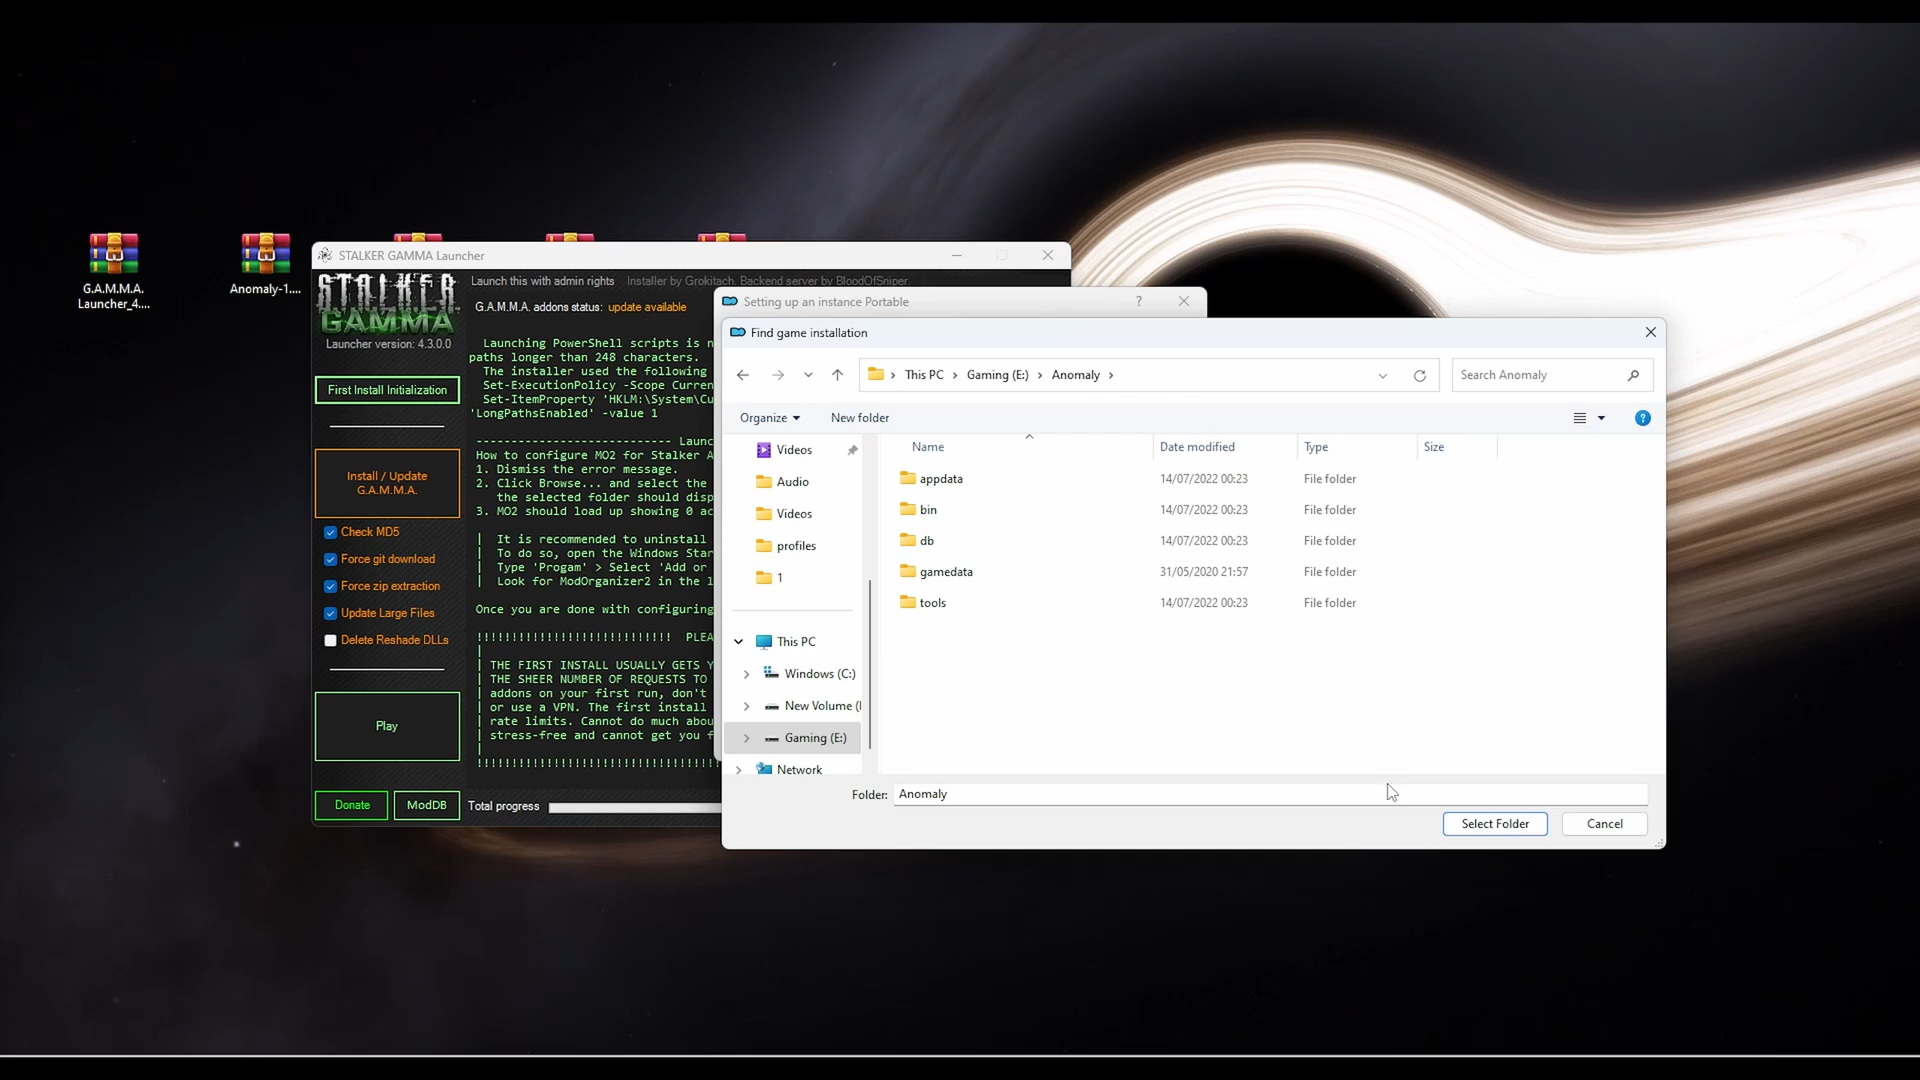 G.A.M.M.A.
Launcher_4....
Anomaly-1....
STALKER GAMMA Launcher
STALKER
GAMMA
Launcher version: 4.3.0.0
First Install Initialization
Install / Update
G.A.M.M.A.
Check MD5
Force git download
Force zip extraction
Update Large Files
Delete Reshade DLLs
Play
Donate
ModDB
Launch this with admin rights
Installer by Grokitach. Backend server by BloodOfSniper.
G.A.M.M.A. addons status: update available
Launching PowerShell scripts is n
paths longer than 248 characters.
The installer used the following
Set-ExecutionPolicy -Scope Curren
Set-ItemProperty 'HKLM:\System\Cu
'LongPathsEnabled' -value 1
---------------------------- Launc
How to configure MO2 for Stalker A
1. Dismiss the error message.
2. Click Browse... and select the
the selected folder should disp
3. MO2 should load up showing 0 ac
| It is recommended to uninstall
| To do so, open the Windows Star
| Type 'Progam' > Select 'Add or
| Look for ModOrganizer2 in the l
Once you are done with configuring
!!!!!!!!!!!!!!!!!!!!!!!!!!!! PLEA
|
| THE FIRST INSTALL USUALLY GETS Y
| THE SHEER NUMBER OF REQUESTS TO
| addons on your first run, don't
| or use a VPN. The first install
| rate limits. Cannot do much abou
| stress-free and cannot get you f
|
!!!!!!!!!!!!!!!!!!!!!!!!!!!!!!!!!!
Total progress
Setting up an instance Portable
?
Find game installation
This PC > Gaming (E:) > Anomaly >
Search Anomaly
Organize
New folder
?
Videos
Audio
Videos
profiles
1
This PC
Windows (C:)
New Volume (
Gaming (E:)
Network
Name Date modified Type Size
appdata 14/07/2022 00:23 File folder
bin 14/07/2022 00:23 File folder
db 14/07/2022 00:23 File folder
gamedata 31/05/2020 21:57 File folder
tools 14/07/2022 00:23 File folder
Folder: Anomaly
Select Folder
Cancel